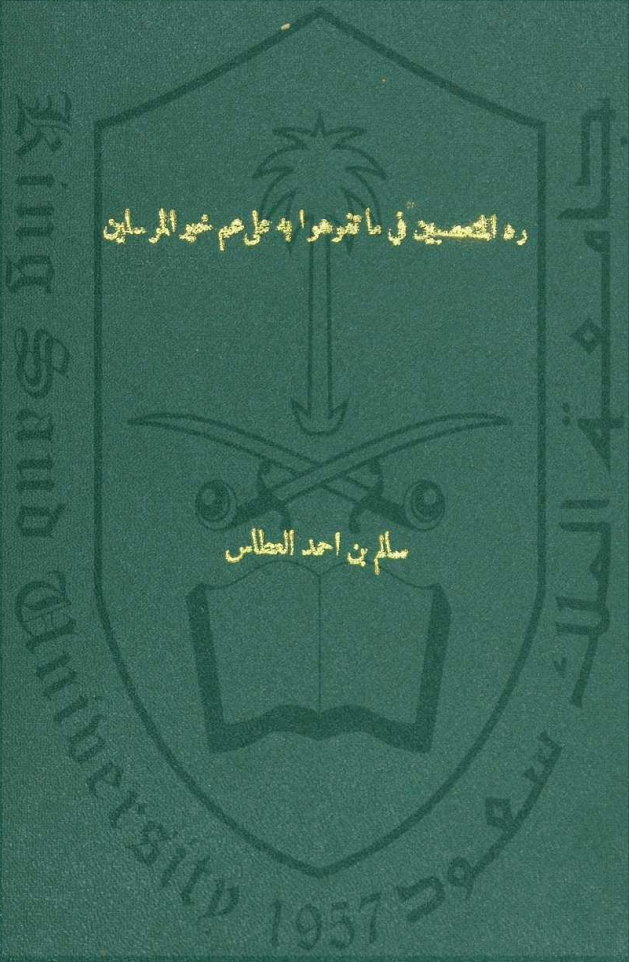 رد المتعصبين في ما تفوهوا به على عم خير المرسلين
سالم بن احمد العطاس
King Saud University 1957
جامعة الملك سعود